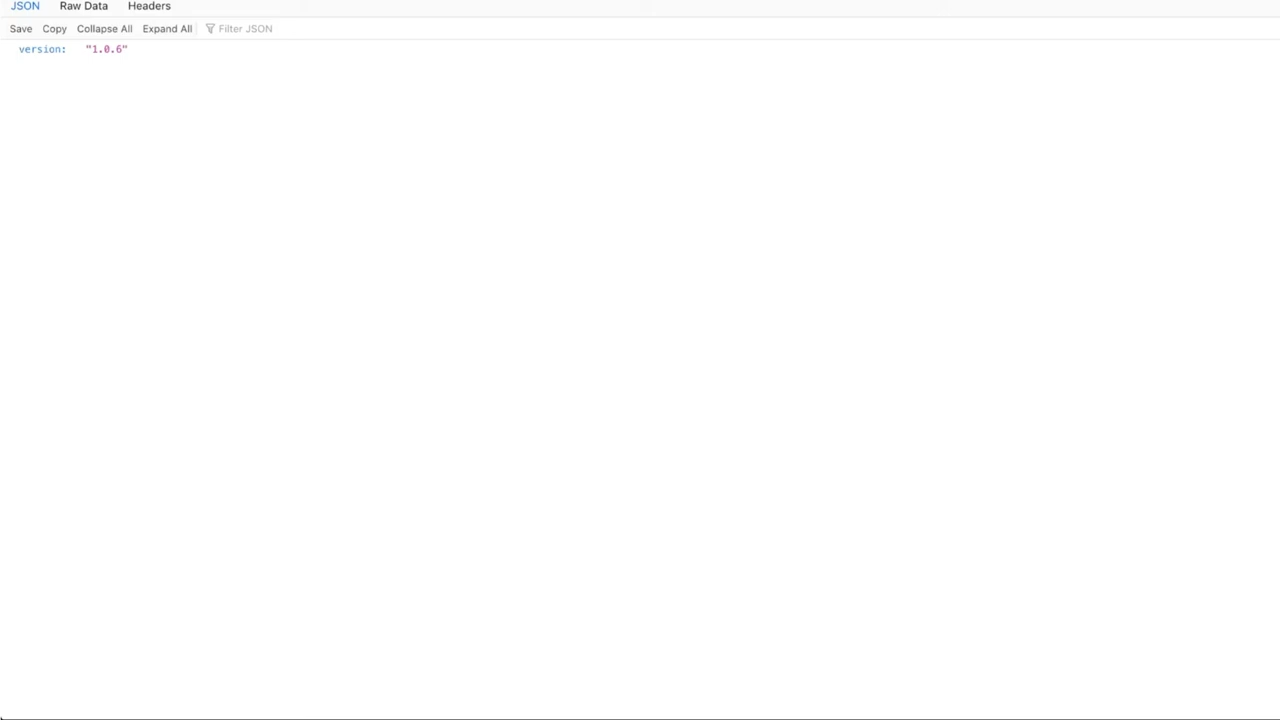 JSON Raw Data Headers
Save Copy Collapse All Expand All Filter JSON
version: "1.0.6"